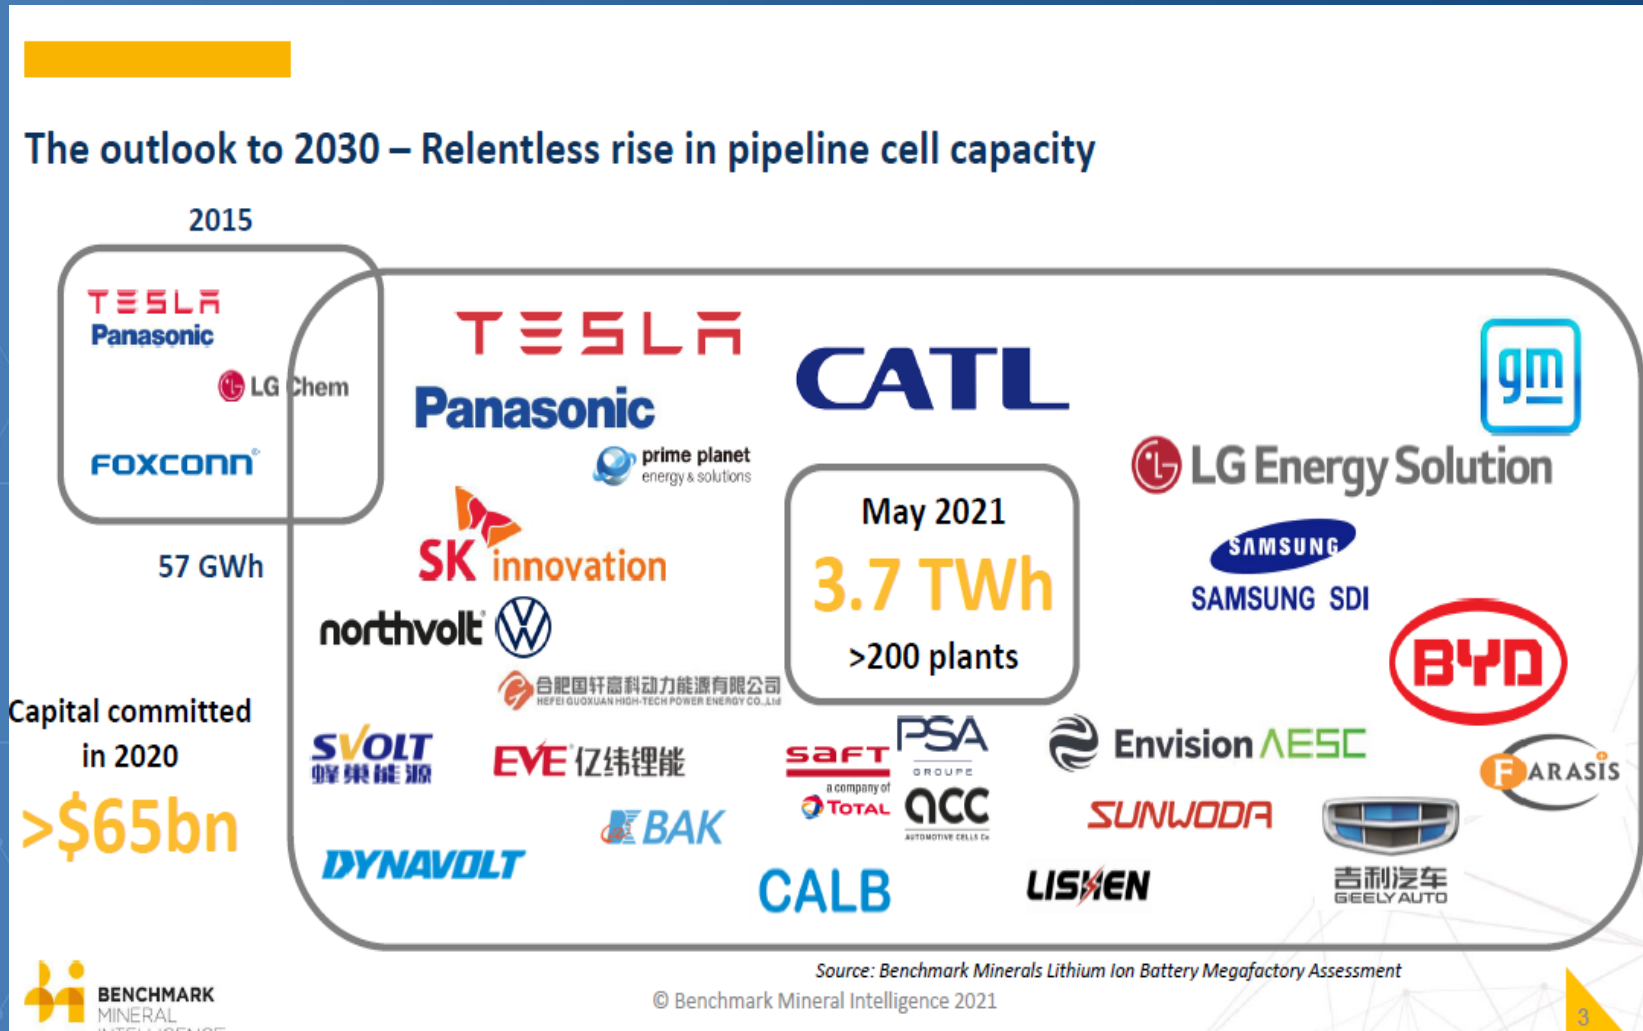 The outlook to 2030 – Relentless rise in pipeline cell capacity
2015
TESLA
Panasonic
LG Chem
FOXCONN®
57 GWh
Capital committed
in 2020
>$65bn
TESLA
Panasonic
prime planet
energy & solutions
SK innovation
northvolt®
合肥国轩高科动力能源有限公司
HEFEI GUOXUAN HIGH-TECH POWER ENERGY CO.,Ltd
SVOLT
蜂巢能源
EVE® 亿纬锂能
BAK
DYNAVOLT
CATL
May 2021
3.7 TWh
>200 plants
gm
LG Energy Solution
SAMSUNG
SAMSUNG SDI
BYD
saft
a company of
TOTAL
PSA
GROUPE
acc
AUTOMOTIVE CELLS Co
Envision AESC
FARASIS
SUNWODA
CALB
LISHEN
吉利汽车
GEELY AUTO
Source: Benchmark Minerals Lithium Ion Battery Megafactory Assessment
BENCHMARK
MINERAL
INTELLIGENCE
© Benchmark Mineral Intelligence 2021
3